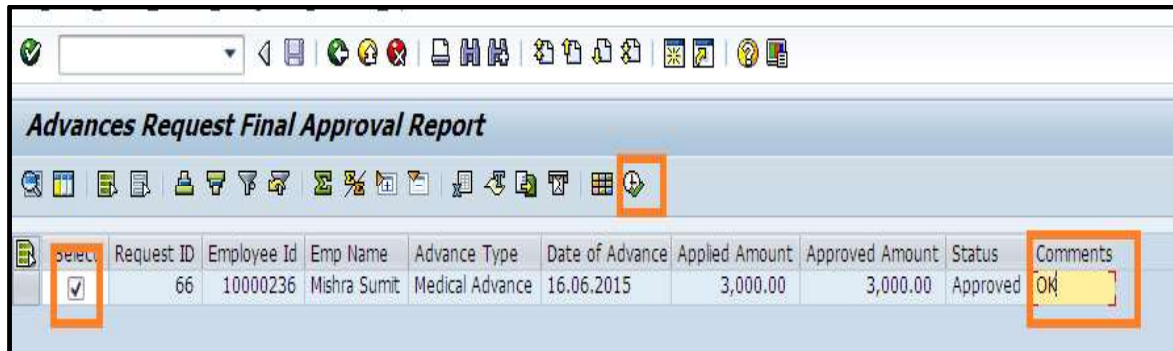 Advances Request Final Approval Report
Select Request ID Employee Id Emp Name Advance Type Date of Advance Applied Amount Approved Amount Status Comments
66 10000236 Mishra Sumit Medical Advance 16.06.2015 3,000.00 3,000.00 Approved OK